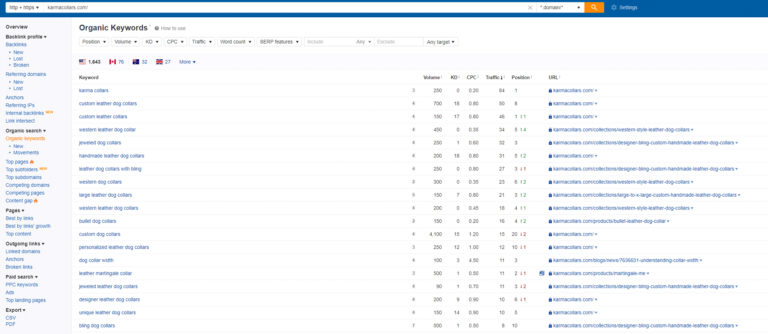 http + https ▾ karmacollars.com/ × *.domain/* ▾ Settings
Overview
Backlink profile ▾
Backlinks
New
Lost
Broken
Referring domains
New
Lost
Anchors
Referring IPs
Internal backlinks NEW
Link intersect
Organic search ▾
Organic keywords
New
Movements
Top pages
Top subfolders NEW
Top subdomains
Competing domains
Competing pages
Content gap
Pages ▾
Best by links
Best by links' growth
Top content
Outgoing links ▾
Linked domains
Anchors
Broken links
Paid search ▾
PPC keywords
Ads
Top landing pages
Export ▾
CSV
PDF
Organic Keywords How to use
Position ▾ Volume ▾ KD ▾ CPC ▾ Traffic ▾ Word count ▾ SERP features ▾ Include Any ▾ Exclude Any target ▾
1,643 76 32 27 More ▾
Keyword Volume KD CPC Traffic Position URL
karma collars 3 250 0 0.20 84 1 karmacollars.com/ ▾
custom leather dog collars 4 700 18 0.80 50 8 karmacollars.com/ ▾
custom leather collars 3 150 17 0.60 46 1 ↑1 karmacollars.com/ ▾
western leather dog collar 4 450 0 0.35 34 5 ↑4 karmacollars.com/collections/western-style-leather-dog-collars ▾
jeweled dog collars 3 250 1 0.60 32 3 karmacollars.com/collections/designer-bling-custom-handmade-leather-dog-collars ▾
handmade leather dog collars 4 200 18 0.80 31 5 ↑2 karmacollars.com/ ▾
leather dog collars with bling 5 250 0 0.80 27 3 ↓1 karmacollars.com/collections/designer-bling-custom-handmade-leather-dog-collars ▾
western dog collars 3 300 0 0.35 23 6 ↑2 karmacollars.com/collections/western-style-leather-dog-collars ▾
large leather dog collars 150 7 0.60 21 3 ↑2 karmacollars.com/collections/large-to-x-large-custom-handmade-leather-dog-collars ▾
western leather dog collars 4 200 0 0.45 18 4 ↑1 karmacollars.com/collections/western-style-leather-dog-collars ▾
bullet dog collars 5 150 0 0.20 16 4 ↑2 karmacollars.com/products/bullet-leather-dog-collar ▾
custom dog collars 4 4,100 15 1.20 15 20 ↓2 karmacollars.com/ ▾
personalized leather dog collars 3 250 12 1.00 12 10 ↓1 karmacollars.com/ ▾
dog collar width 6 100 3 4.50 11 3 karmacollars.com/blogs/news/7636631-understanding-collar-width ▾
leather martingale collar 3 500 1 0.50 11 2 ↓1 karmacollars.com/products/martingale-me ▾
jeweled leather dog collars 4 90 1 0.70 11 3 ↓2 karmacollars.com/collections/designer-bling-custom-handmade-leather-dog-collars ▾
designer leather dog collars 4 200 9 0.90 10 6 ↓1 karmacollars.com/ ▾
unique leather dog collars 4 150 14 0.90 10 5 karmacollars.com/ ▾
bling dog collars 7 500 1 0.80 8 10 karmacollars.com/collections/designer-bling-custom-handmade-leather-dog-collars ▾